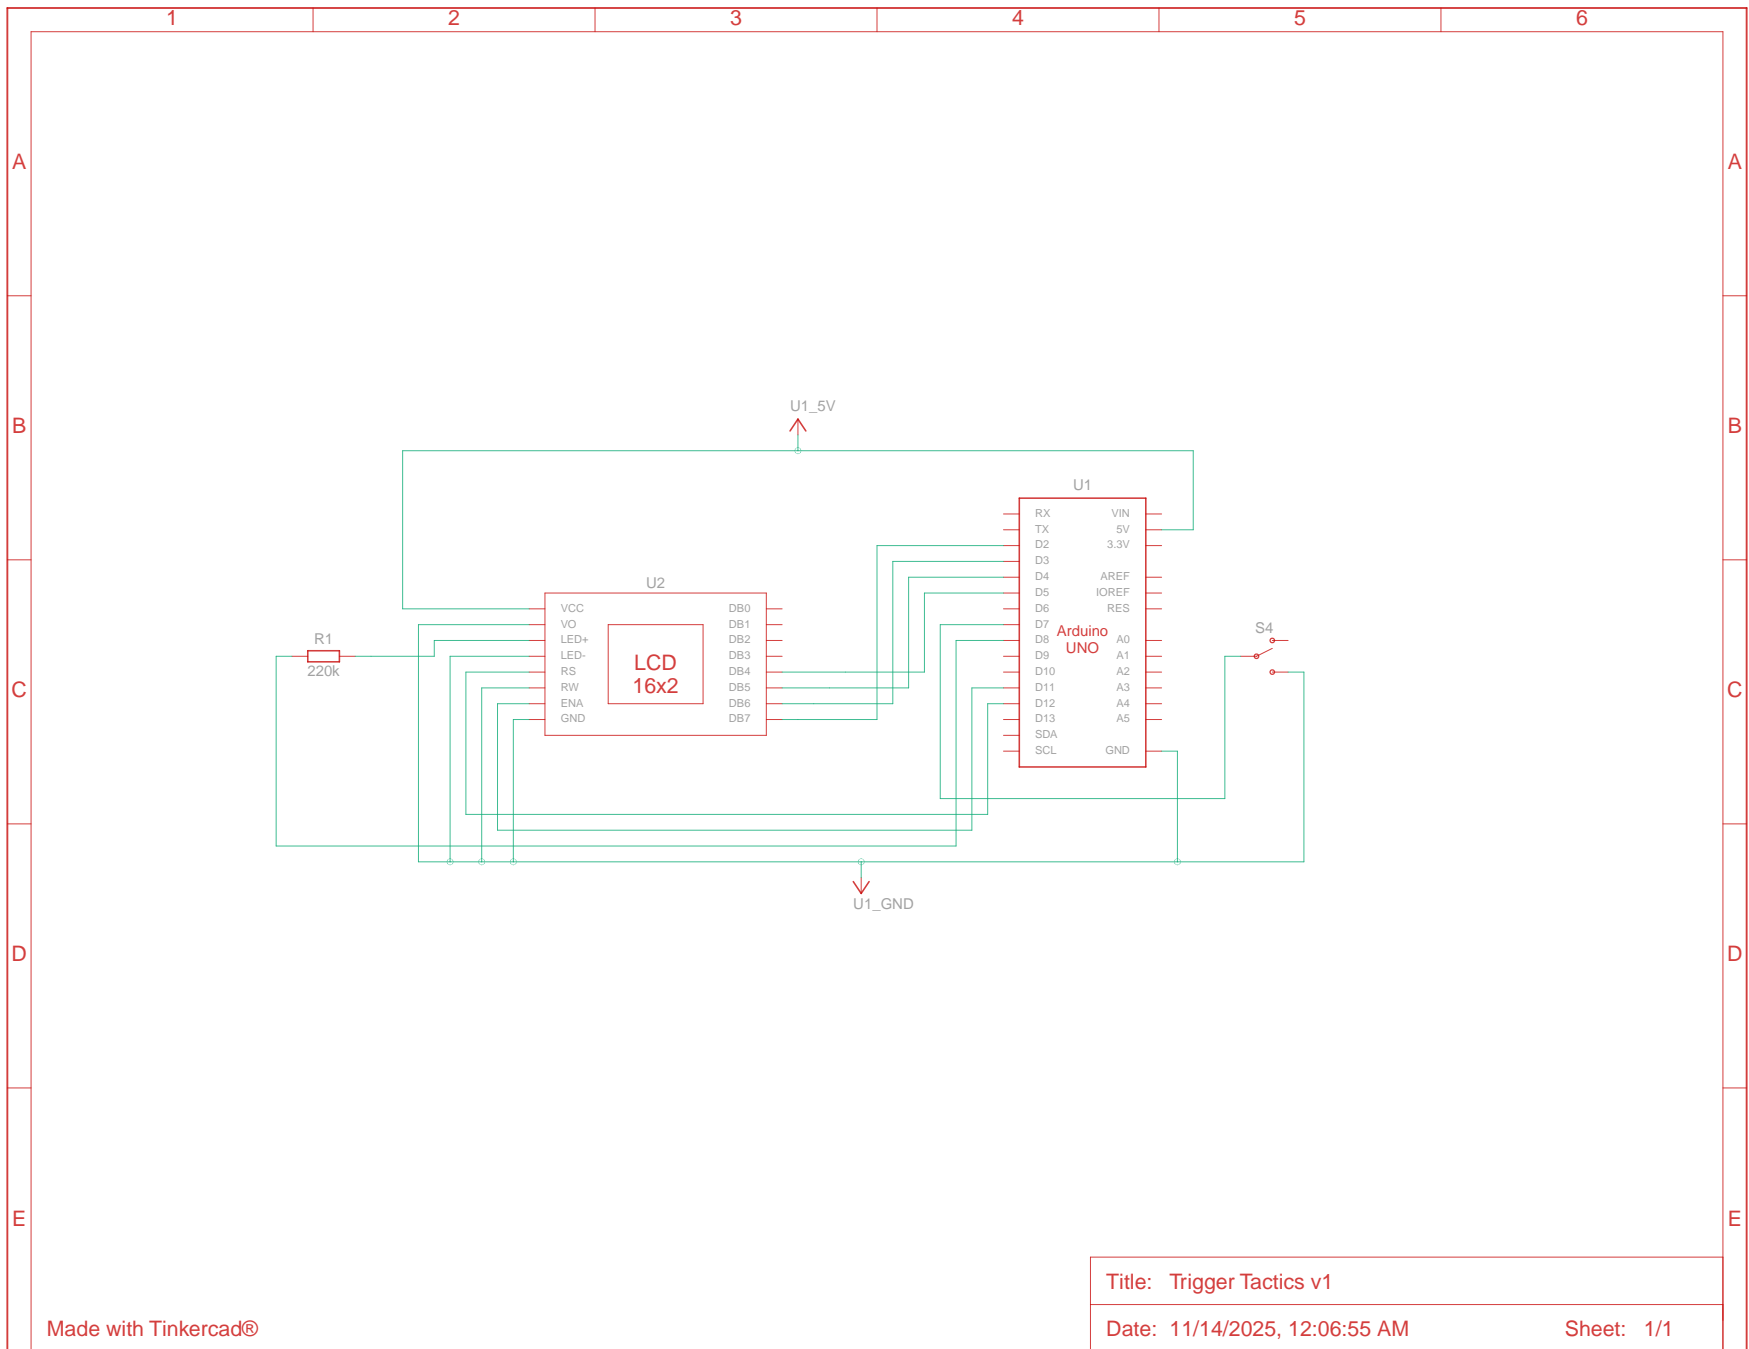 1 2 3 4 5 6
A A
B B
C C
D D
E E
U1_5V
U1
RX VIN
TX 5V
D2 3.3V
D3
D4 AREF
D5 IOREF
D6 RES
D7
D8 A0
D9 A1
D10 A2
D11 A3
D12 A4
D13 A5
SDA
SCL GND
Arduino
UNO
U2
VCC DB0
VO DB1
LED+ DB2
LED- DB3
RS DB4
RW DB5
ENA DB6
GND DB7
LCD
16x2
R1
220k
S4
U1_GND
Title: Trigger Tactics v1
Made with Tinkercad®
Date: 11/14/2025, 12:06:55 AM Sheet: 1/1